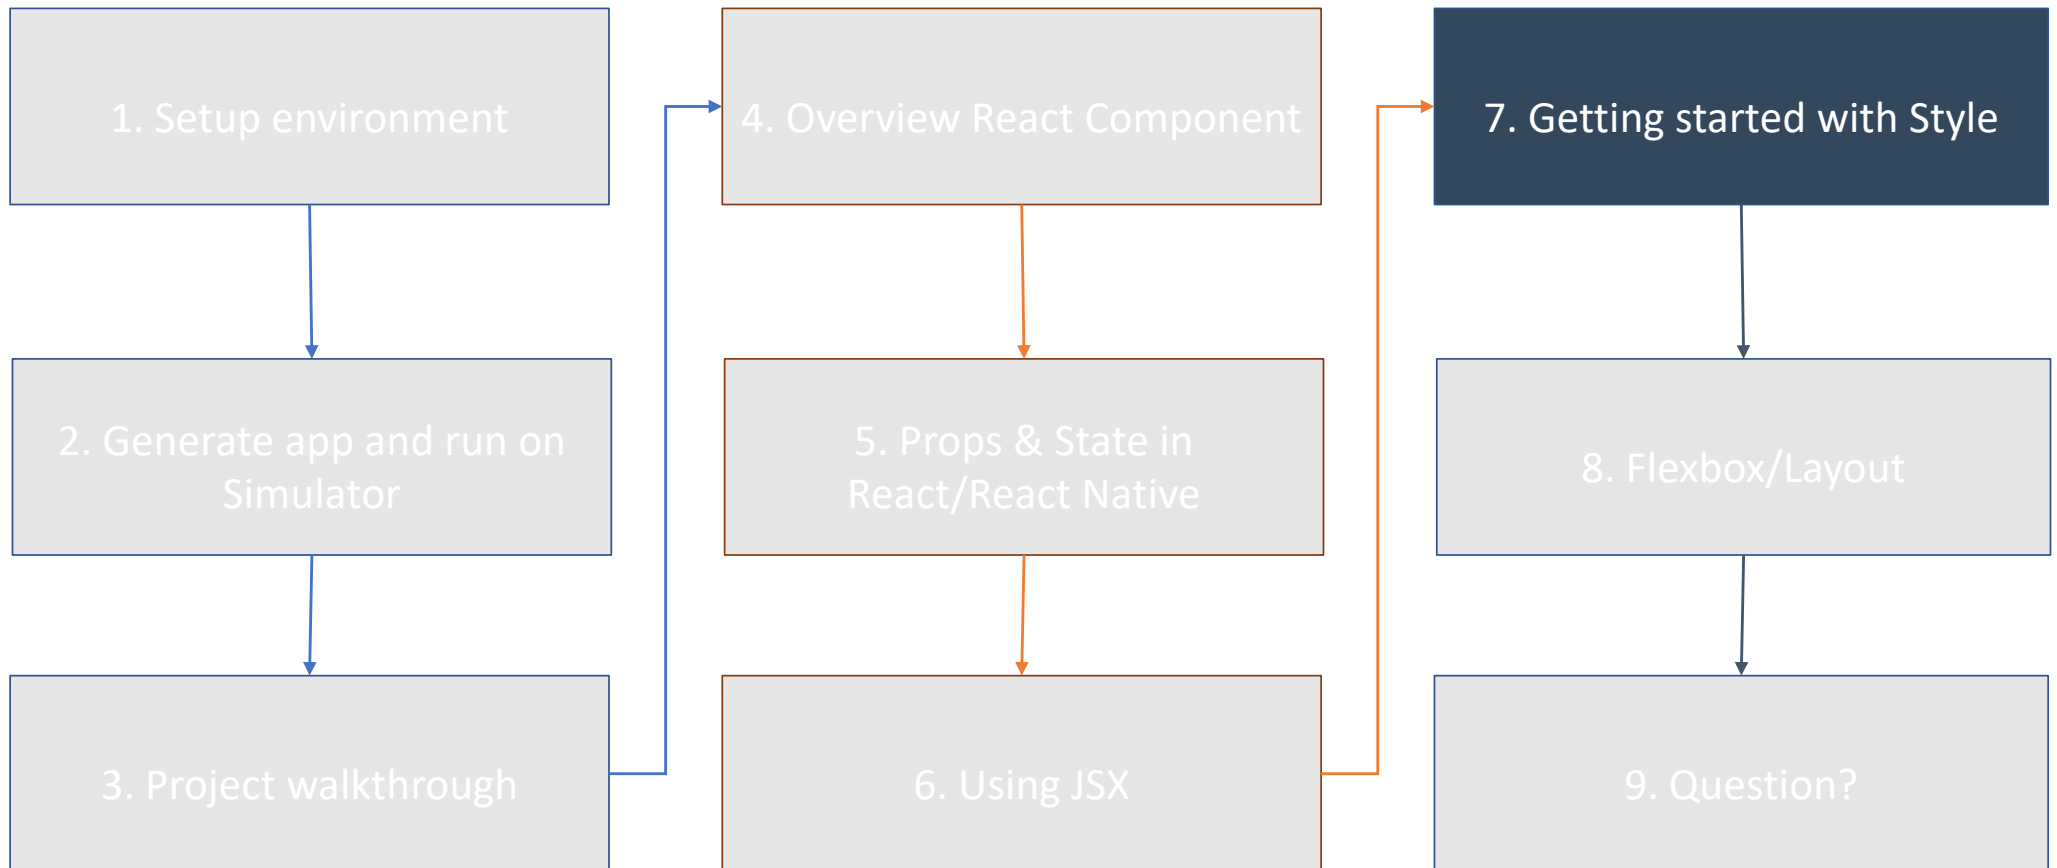 1. Setup environment
2. Generate app and run on
Simulator
3. Project walkthrough
4. Overview React Component
5. Props & State in
React/React Native
6. Using JSX
7. Getting started with Style
8. Flexbox/Layout
9. Question?